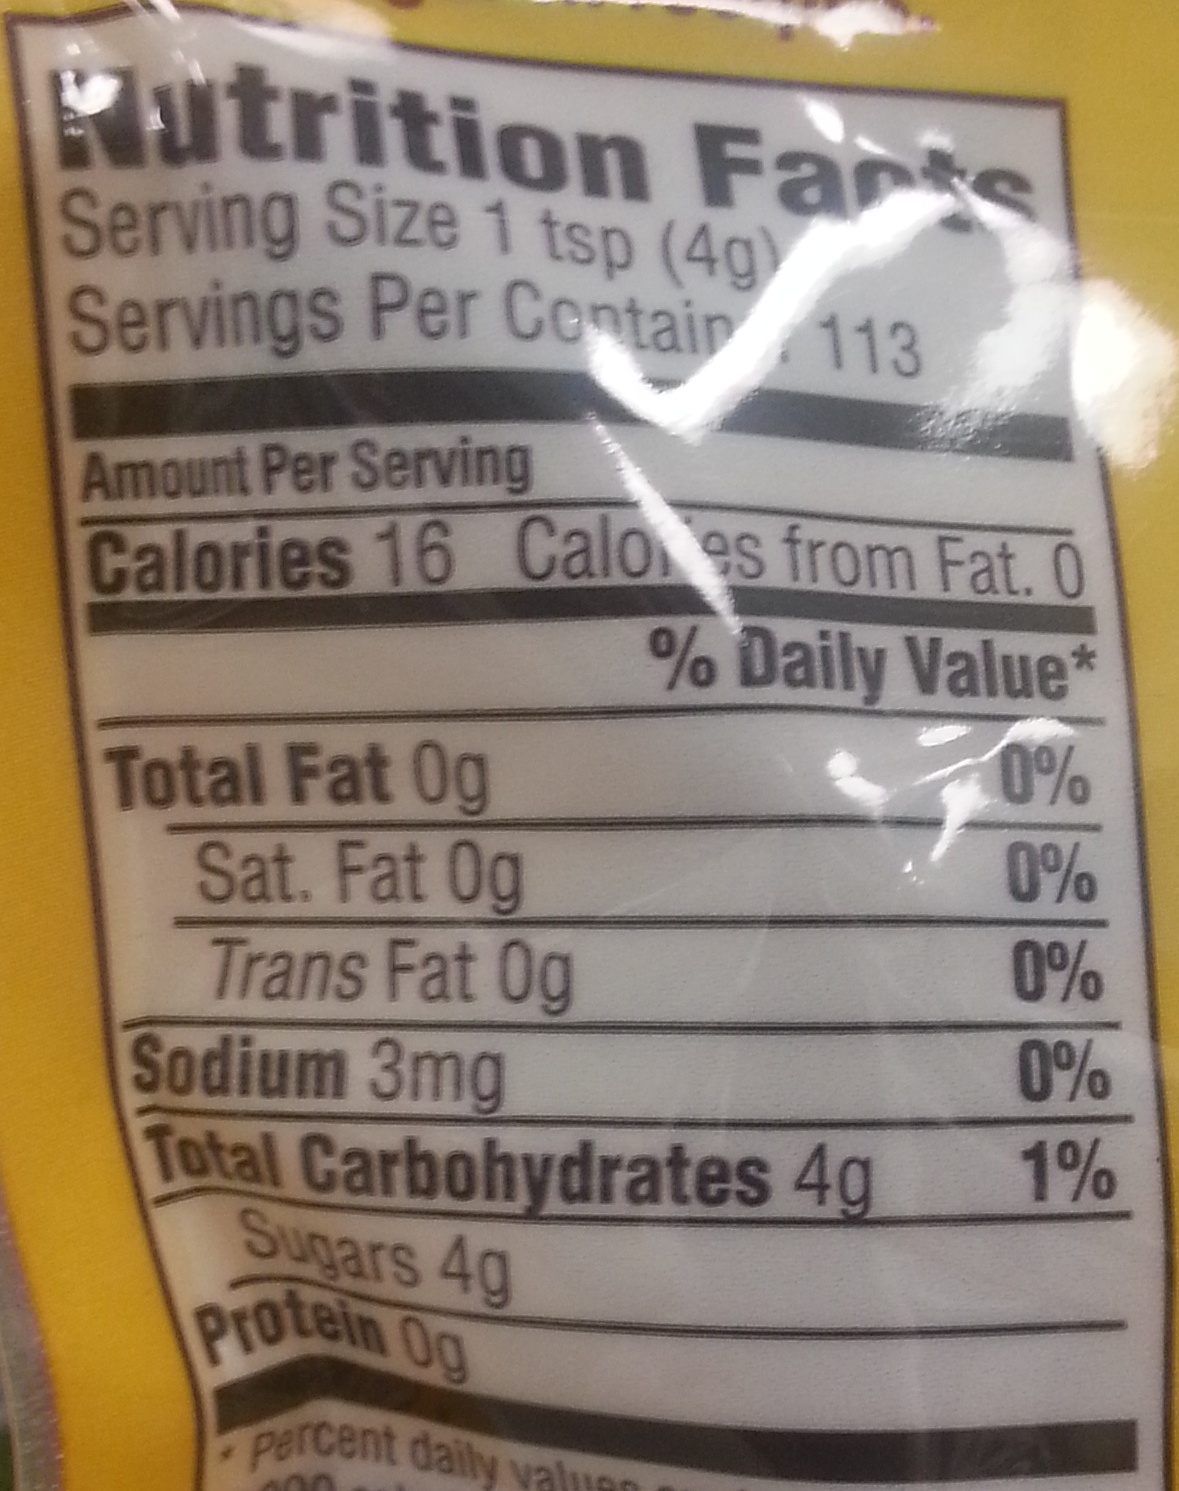 Nutrition Facts
Serving Size 1 tsp (4g)
Servings Per Contain . 113
Amount Per Serving
Calories 16 Calories from Fat. 0
% Daily Value*
Total Fat 0g 0%
Sat. Fat 0g 0%
Trans Fat 0g 0%
Sodium 3mg 0%
Total Carbohydrates 4g 1%
Sugars 4g
Protein 0g
* Percent daily values